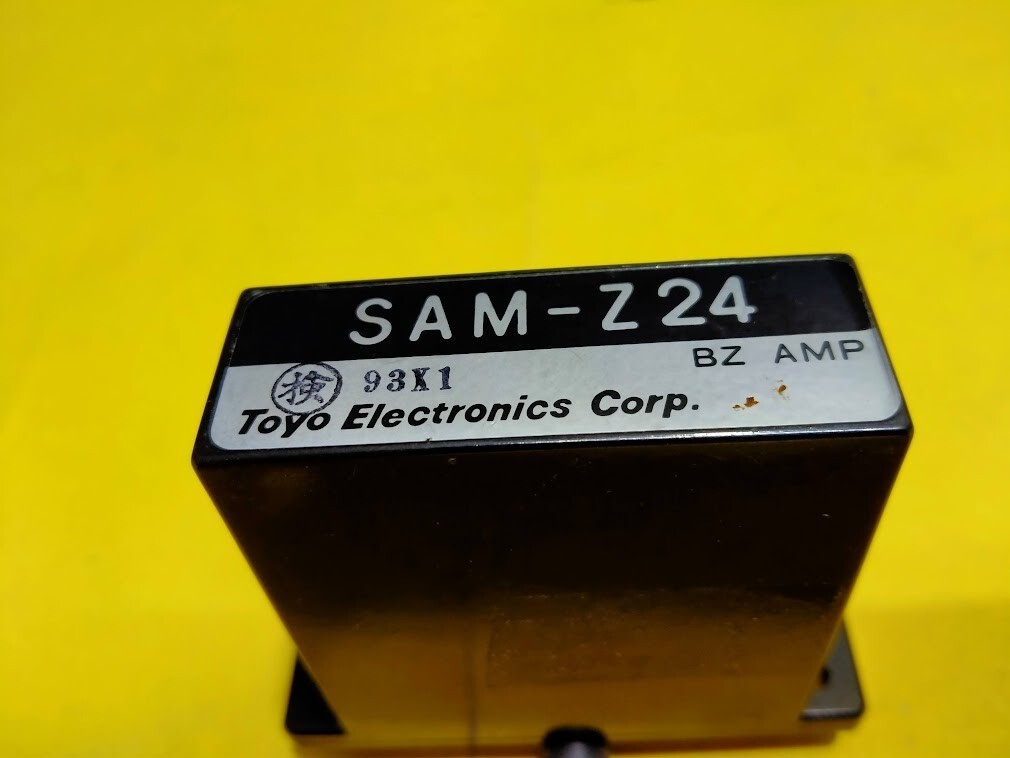 SAM-Z24
BZ AMP
検 93X1
Toyo Electronics Corp.